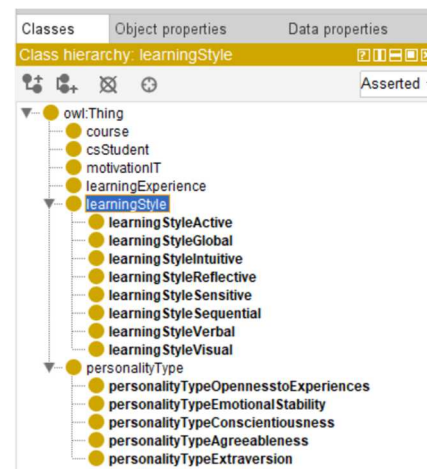 Classes Object properties Data properties
Class hierarchy: learningStyle
Asserted
owl:Thing
course
csStudent
motivationIT
learningExperience
learningStyle
learningStyleActive
learningStyleGlobal
learningStyleIntuitive
learningStyleReflective
learningStyleSensitive
learningStyleSequential
learningStyleVerbal
learningStyleVisual
personalityType
personalityTypeOpennesstoExperiences
personalityTypeEmotionalStability
personalityTypeConscientiousness
personalityTypeAgreeableness
personalityTypeExtraversion